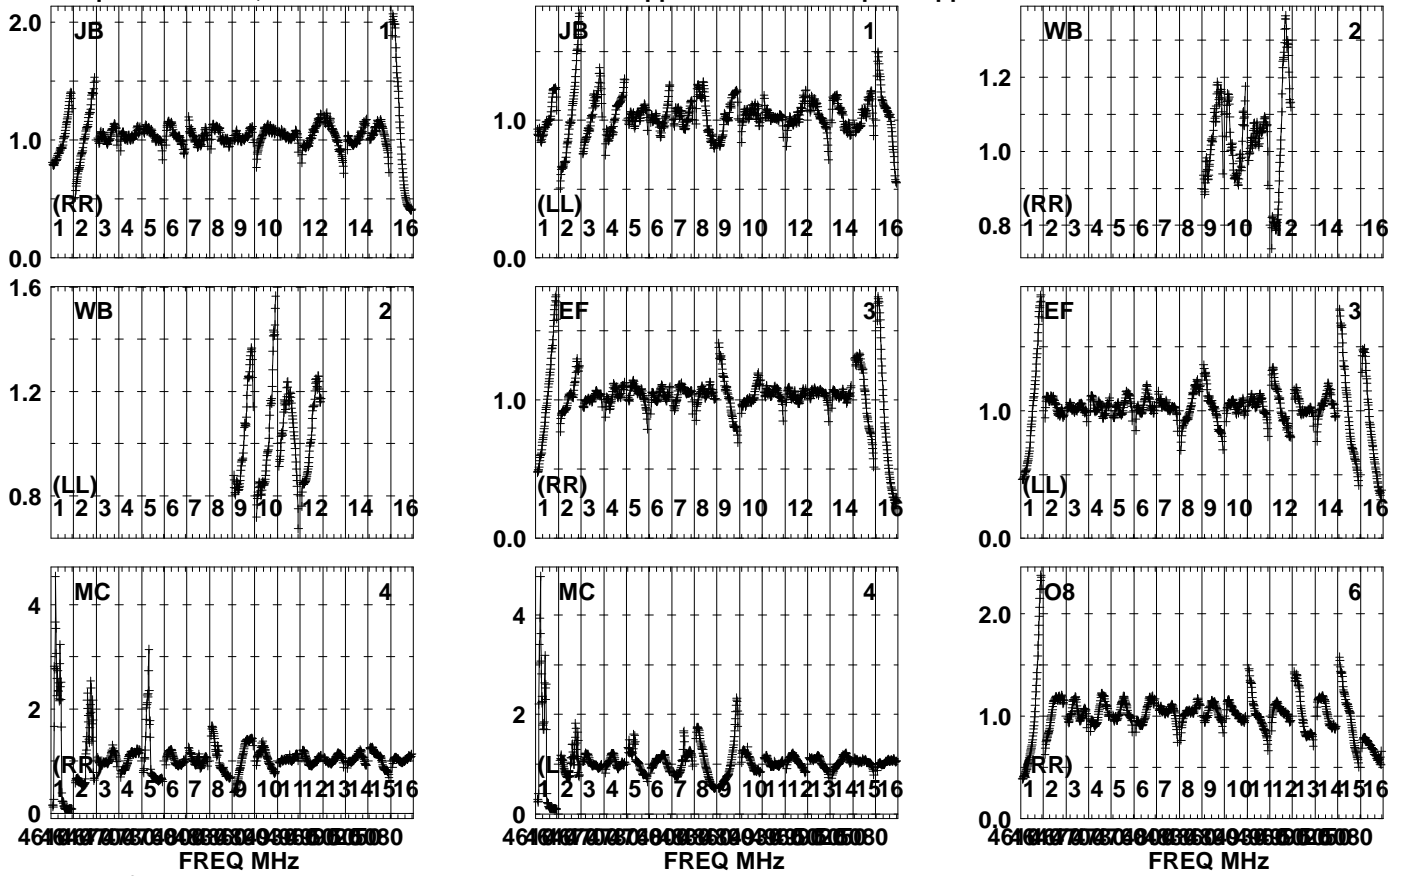 2.0 JB 1
1.0
(RR)
1 2 3 4 5 6 7 8 9 10 12 14 16
0.0
JB 1
1.0
(LL)
1 2 3 4 5 6 7 8 9 10 12 14 16
0.0
WB 2
1.2
1.0
(RR)
0.8
1 2 3 4 5 6 7 8 9 10 12 14 16
1.6
WB 2
1.2
(LL)
0.8
1 2 3 4 5 6 7 8 9 10 12 14 16
EF 3
1.0
(RR)
1 2 3 4 5 6 7 8 9 10 12 14 16
0.0
EF 3
1.0
(LL)
1 2 3 4 5 6 7 8 9 10 12 14 16
0.0
MC 4
4
2
(RR)
1 2 3 4 5 6 7 8 9 10 11 12 13 14 15 16
0
FREQ MHz
MC 4
4
2
1 2 3 4 5 6 7 8 9 10 11 12 13 14 15 16
0
FREQ MHz
O8 6
2.0
1.0
(RR)
1 2 3 4 5 6 7 8 9 10 11 12 13 14 15 16
0.0
FREQ MHz